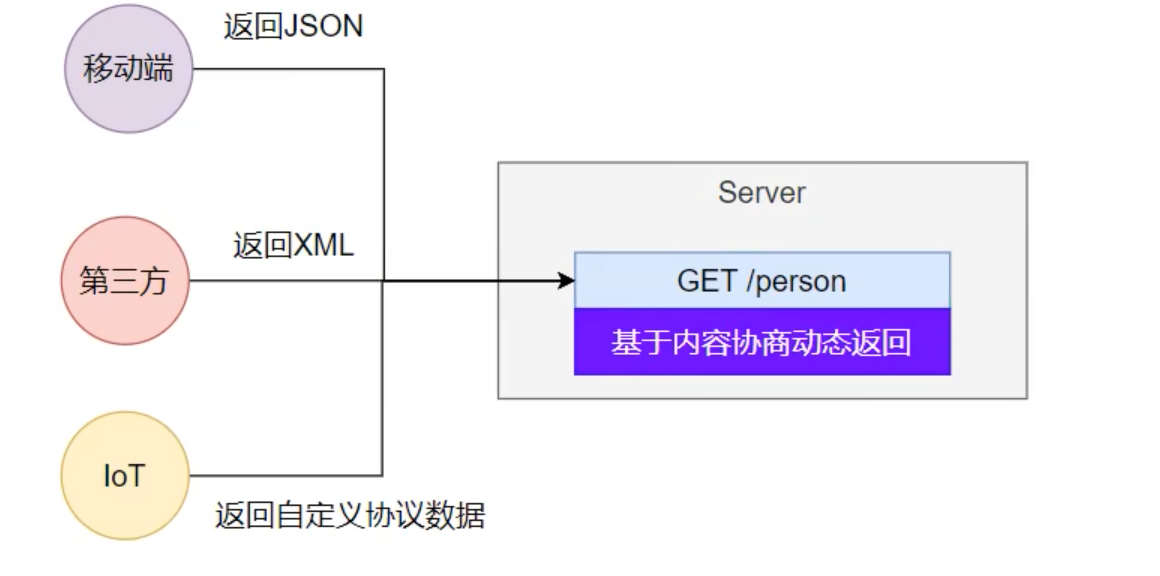 返回JSON
移动端
Server
返回XML
第三方
GET /person
基于内容协商动态返回
IoT
返回自定义协议数据